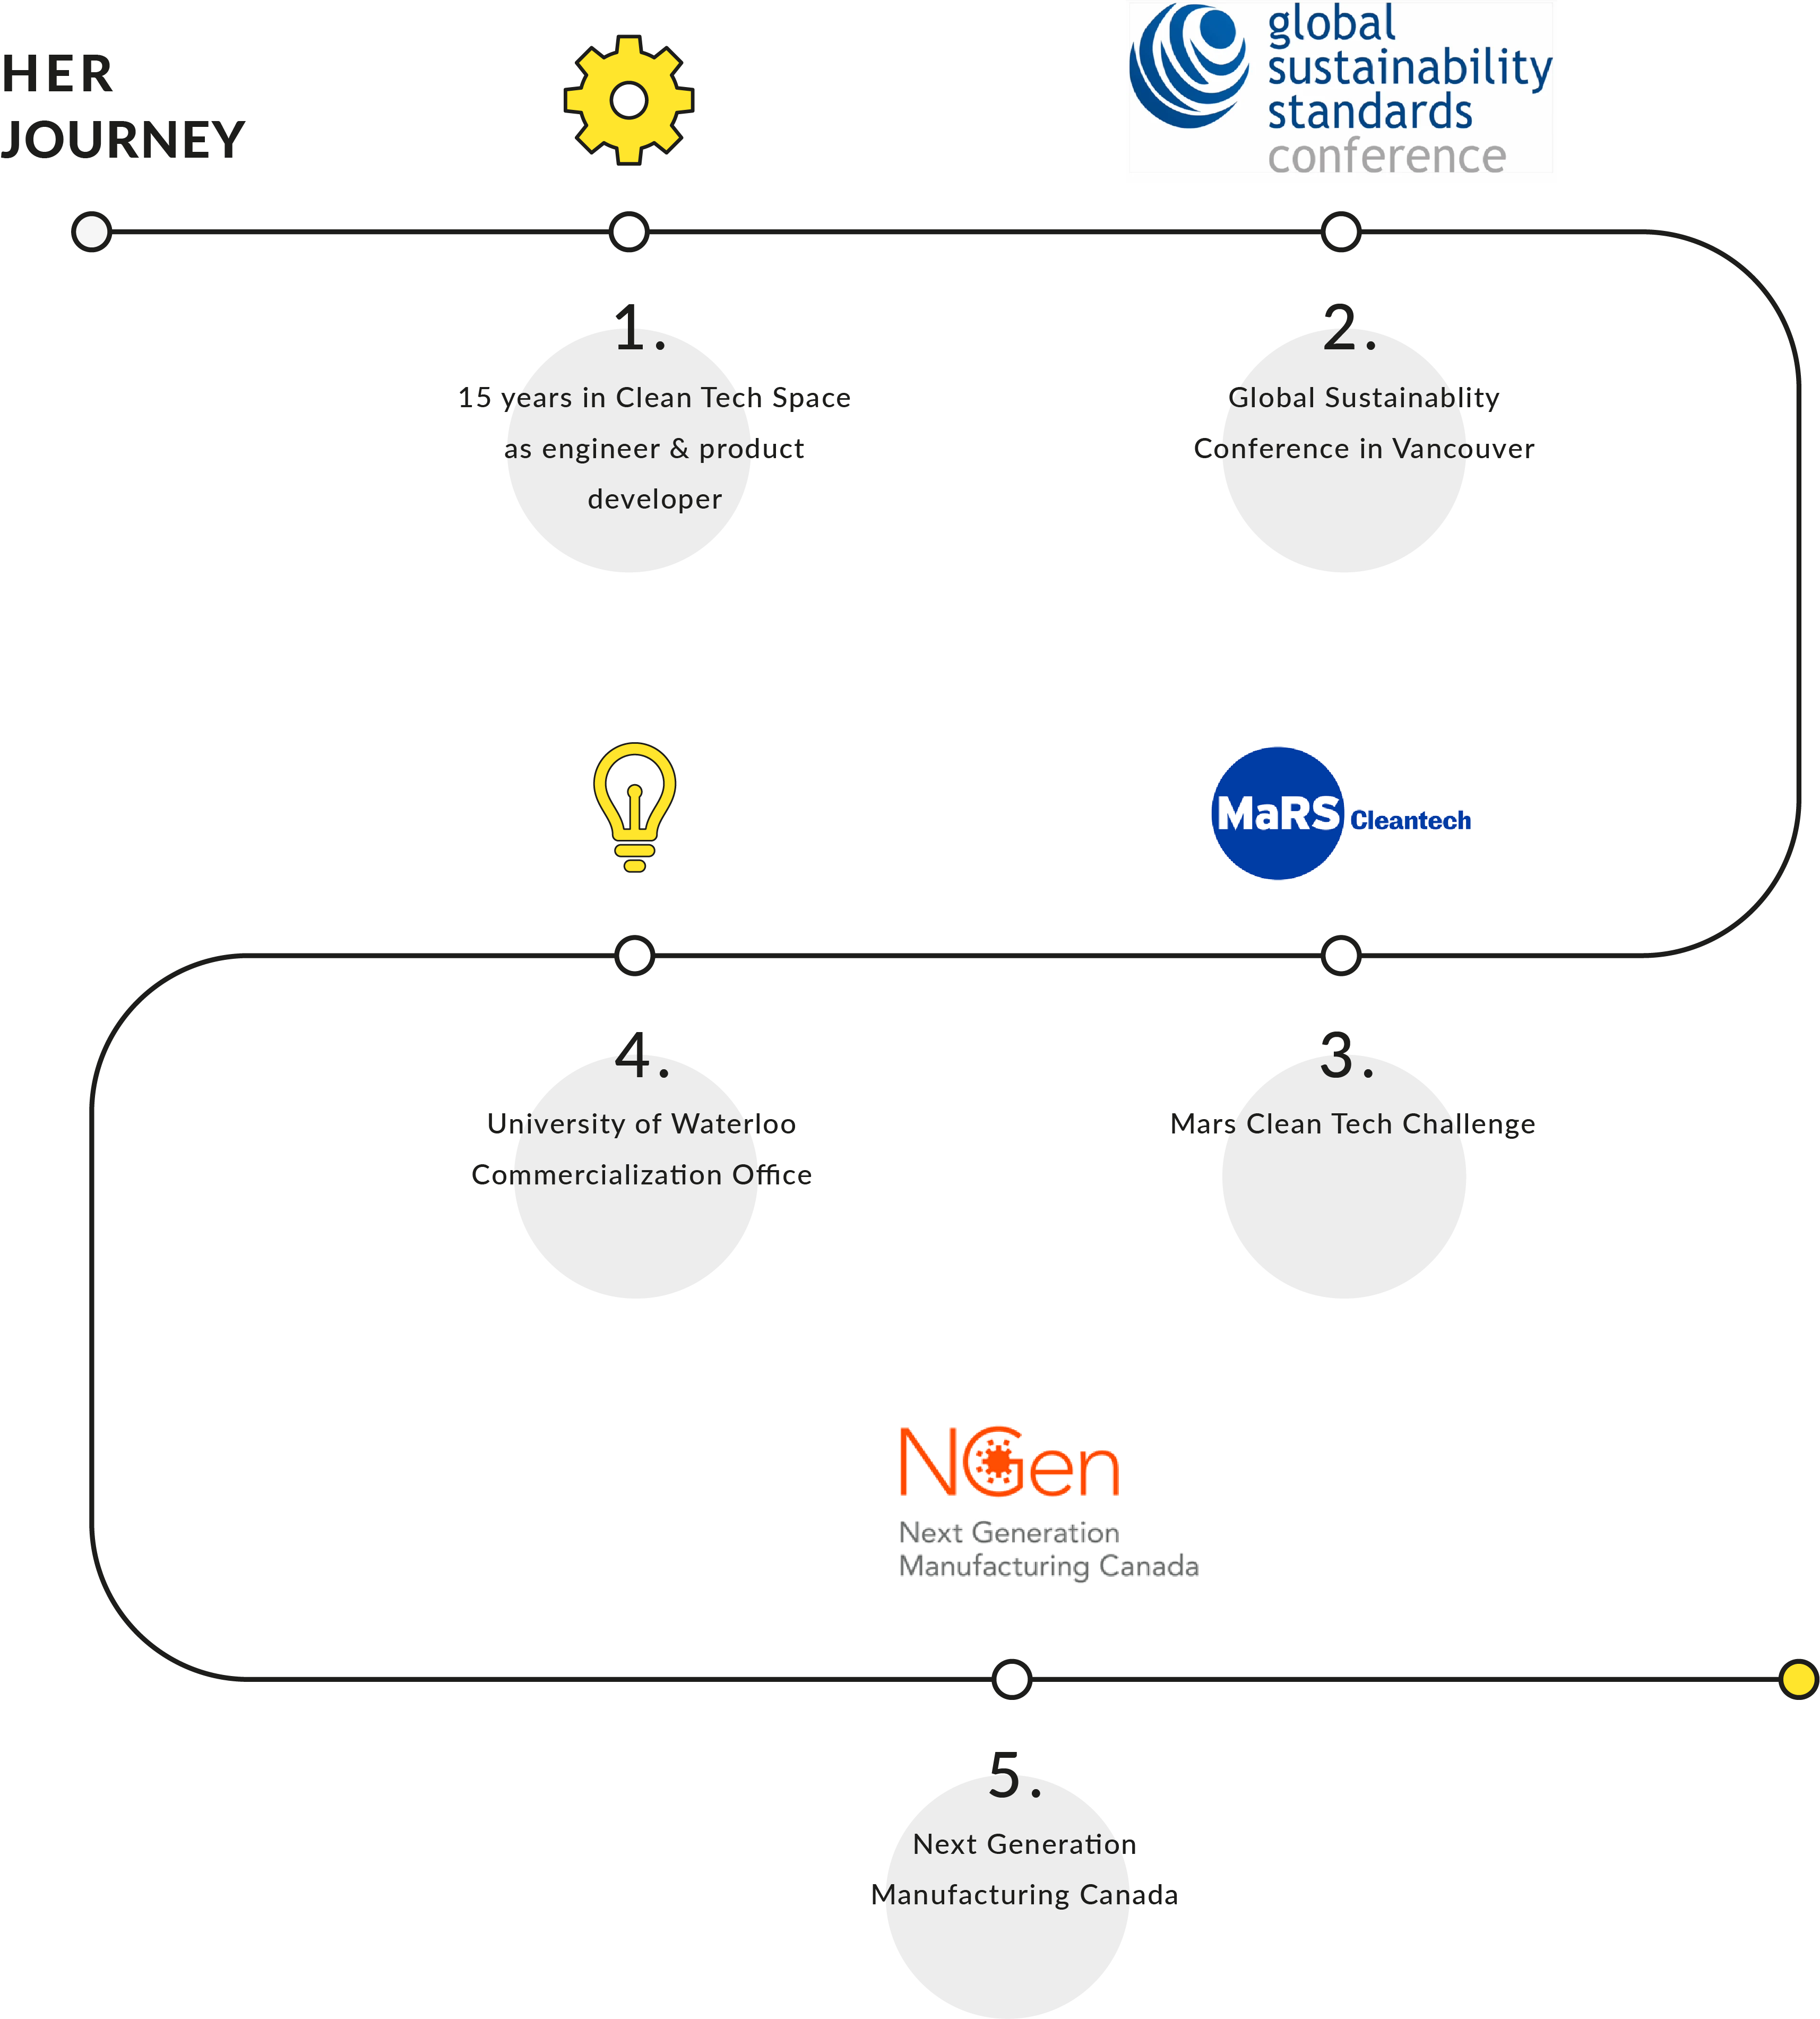 HER
JOURNEY
global
sustainability
standards
conference
1.
15 years in Clean Tech Space
as engineer & product
developer
2.
Global Sustainablity
Conference in Vancouver
MaRS Cleantech
3.
Mars Clean Tech Challenge
4.
University of Waterloo
Commercialization Office
NGen
Next Generation
Manufacturing Canada
5.
Next Generation
Manufacturing Canada